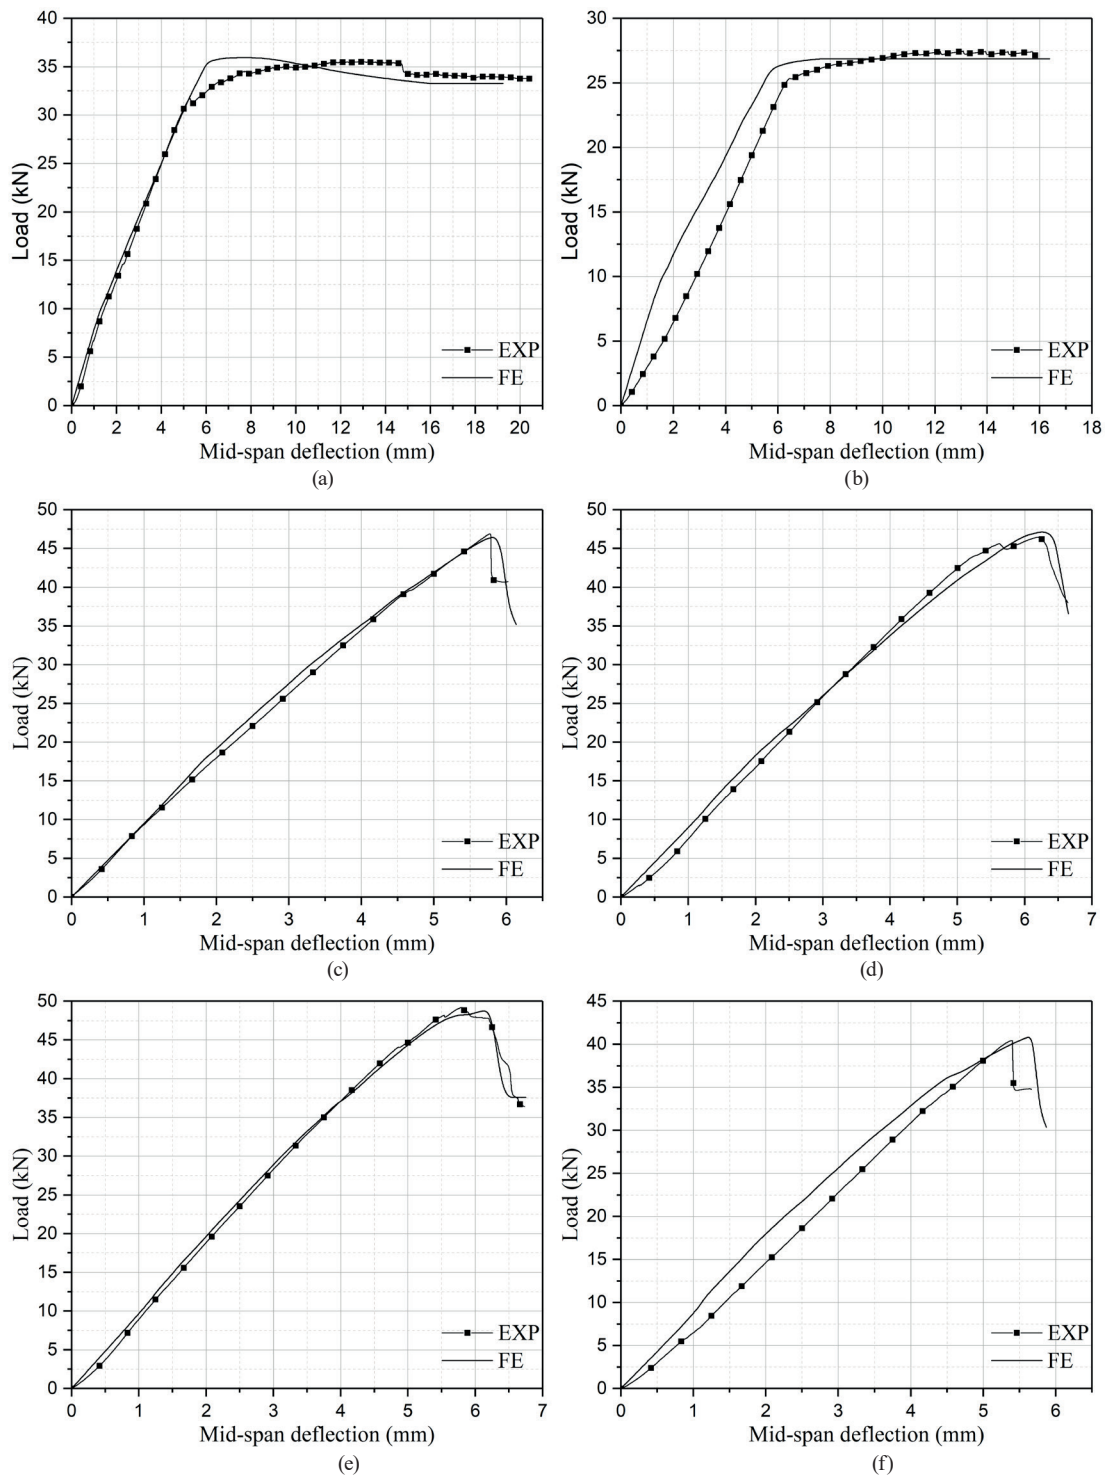 40
35
30
25
20
15
10
5
0
Load (kN)
EXP
FE
0 2 4 6 8 10 12 14 16 18 20
Mid-span deflection (mm)
(a)
30
25
20
15
10
5
0
Load (kN)
EXP
FE
0 2 4 6 8 10 12 14 16 18
Mid-span deflection (mm)
(b)
50
45
40
35
30
25
20
15
10
5
0
Load (kN)
EXP
FE
0 1 2 3 4 5 6
Mid-span deflection (mm)
(c)
50
45
40
35
30
25
20
15
10
5
0
Load (kN)
EXP
FE
0 1 2 3 4 5 6 7
Mid-span deflection (mm)
(d)
50
45
40
35
30
25
20
15
10
5
0
Load (kN)
EXP
FE
0 1 2 3 4 5 6 7
Mid-span deflection (mm)
(e)
45
40
35
30
25
20
15
10
5
0
Load (kN)
EXP
FE
0 1 2 3 4 5 6
Mid-span deflection (mm)
(f)